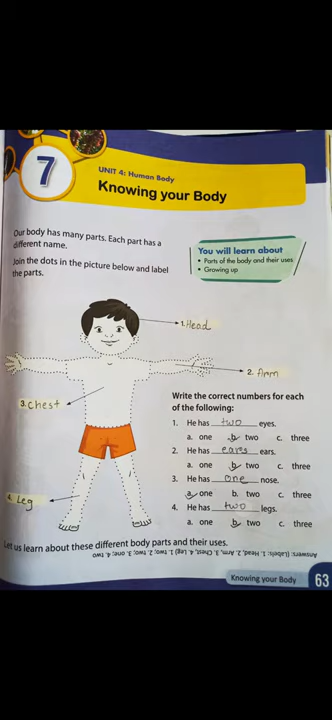 7
UNIT 4: Human Body
Knowing your Body
Our body has many parts. Each part has a
different name.
Join the dots in the picture below and label
the parts.
You will learn about
• Parts of the body and their uses
• Growing up
1. Head
2. Arm
3. Chest
4. Leg
Write the correct numbers for each
of the following:
1. He has two eyes.
a. one b. two c. three
2. He has eares ears.
a. one b. two c. three
3. He has one nose.
a. one b. two c. three
4. He has two legs.
a. one b. two c. three
Let us learn about these different body parts and their uses.
Answers: (Labels: 1. Head, 2. Arm, 3. Chest, 4. Leg) 1. two; 2. two; 3. one; 4. two
Knowing your Body 63